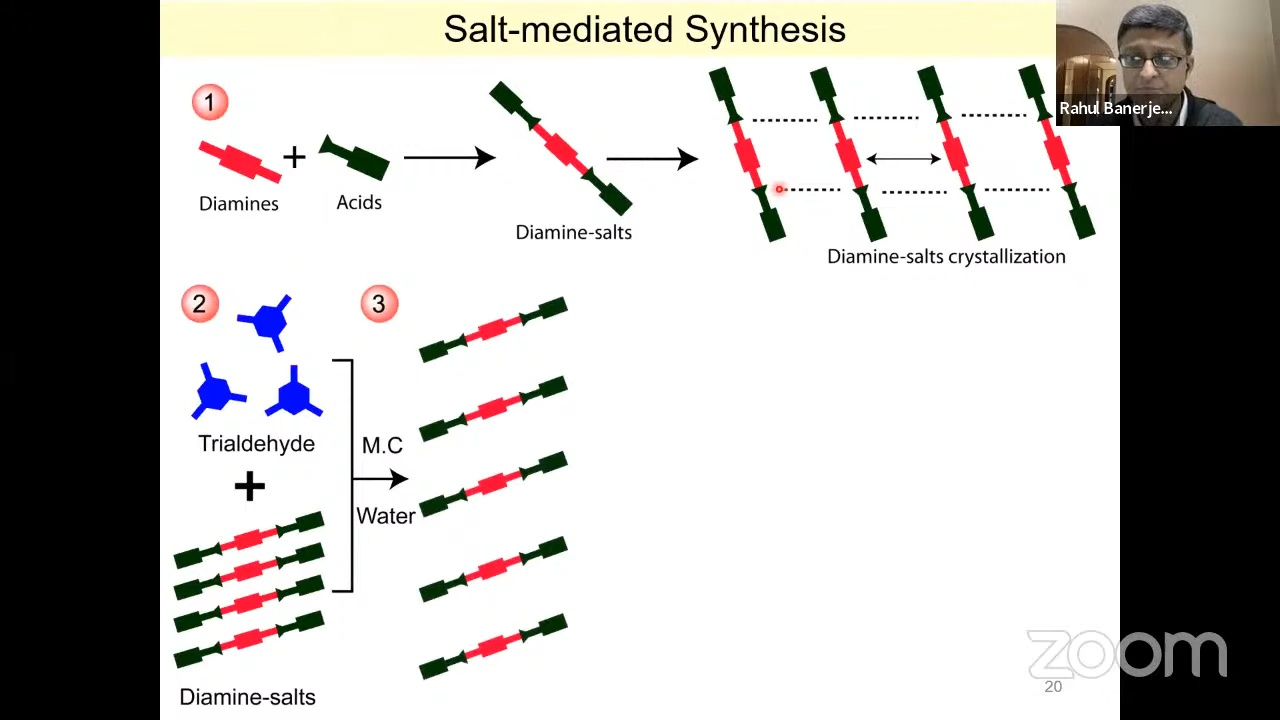 Salt-mediated Synthesis
Rahul Banerje...
1
Diamines
+
Acids
Diamine-salts
Diamine-salts crystallization
2
3
Trialdehyde
+
M.C
Water
Diamine-salts
zoom
20